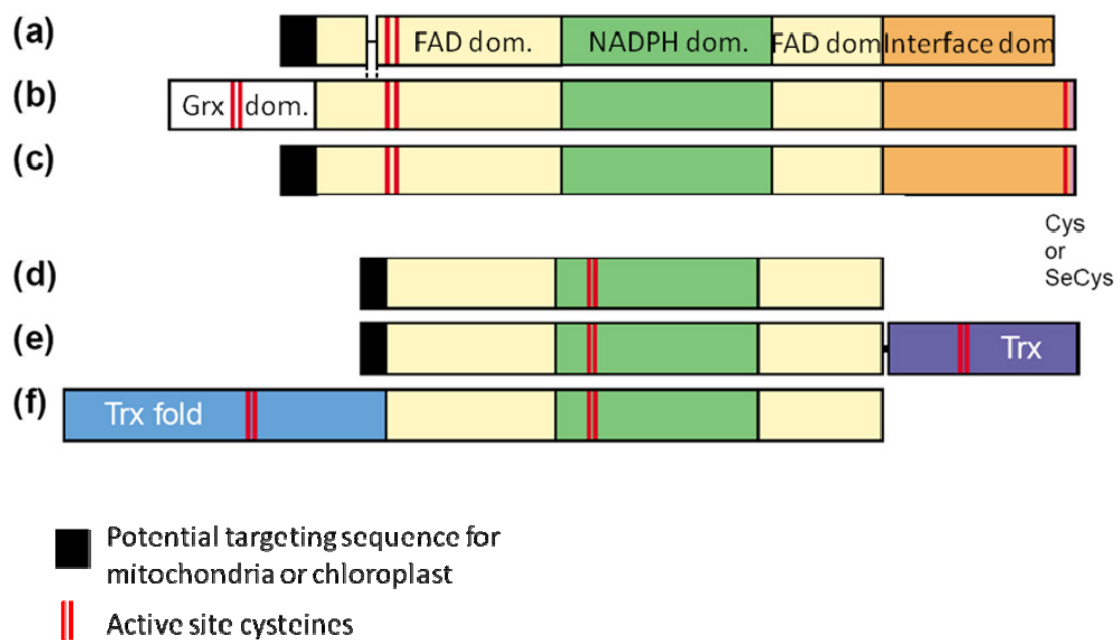 (a) FAD dom. NADPH dom. FAD dom Interface dom
(b) Grx dom.
(c)
Cys
or
SeCys
(d)
(e) Trx
(f) Trx fold
Potential targeting sequence for
mitochondria or chloroplast
Active site cysteines